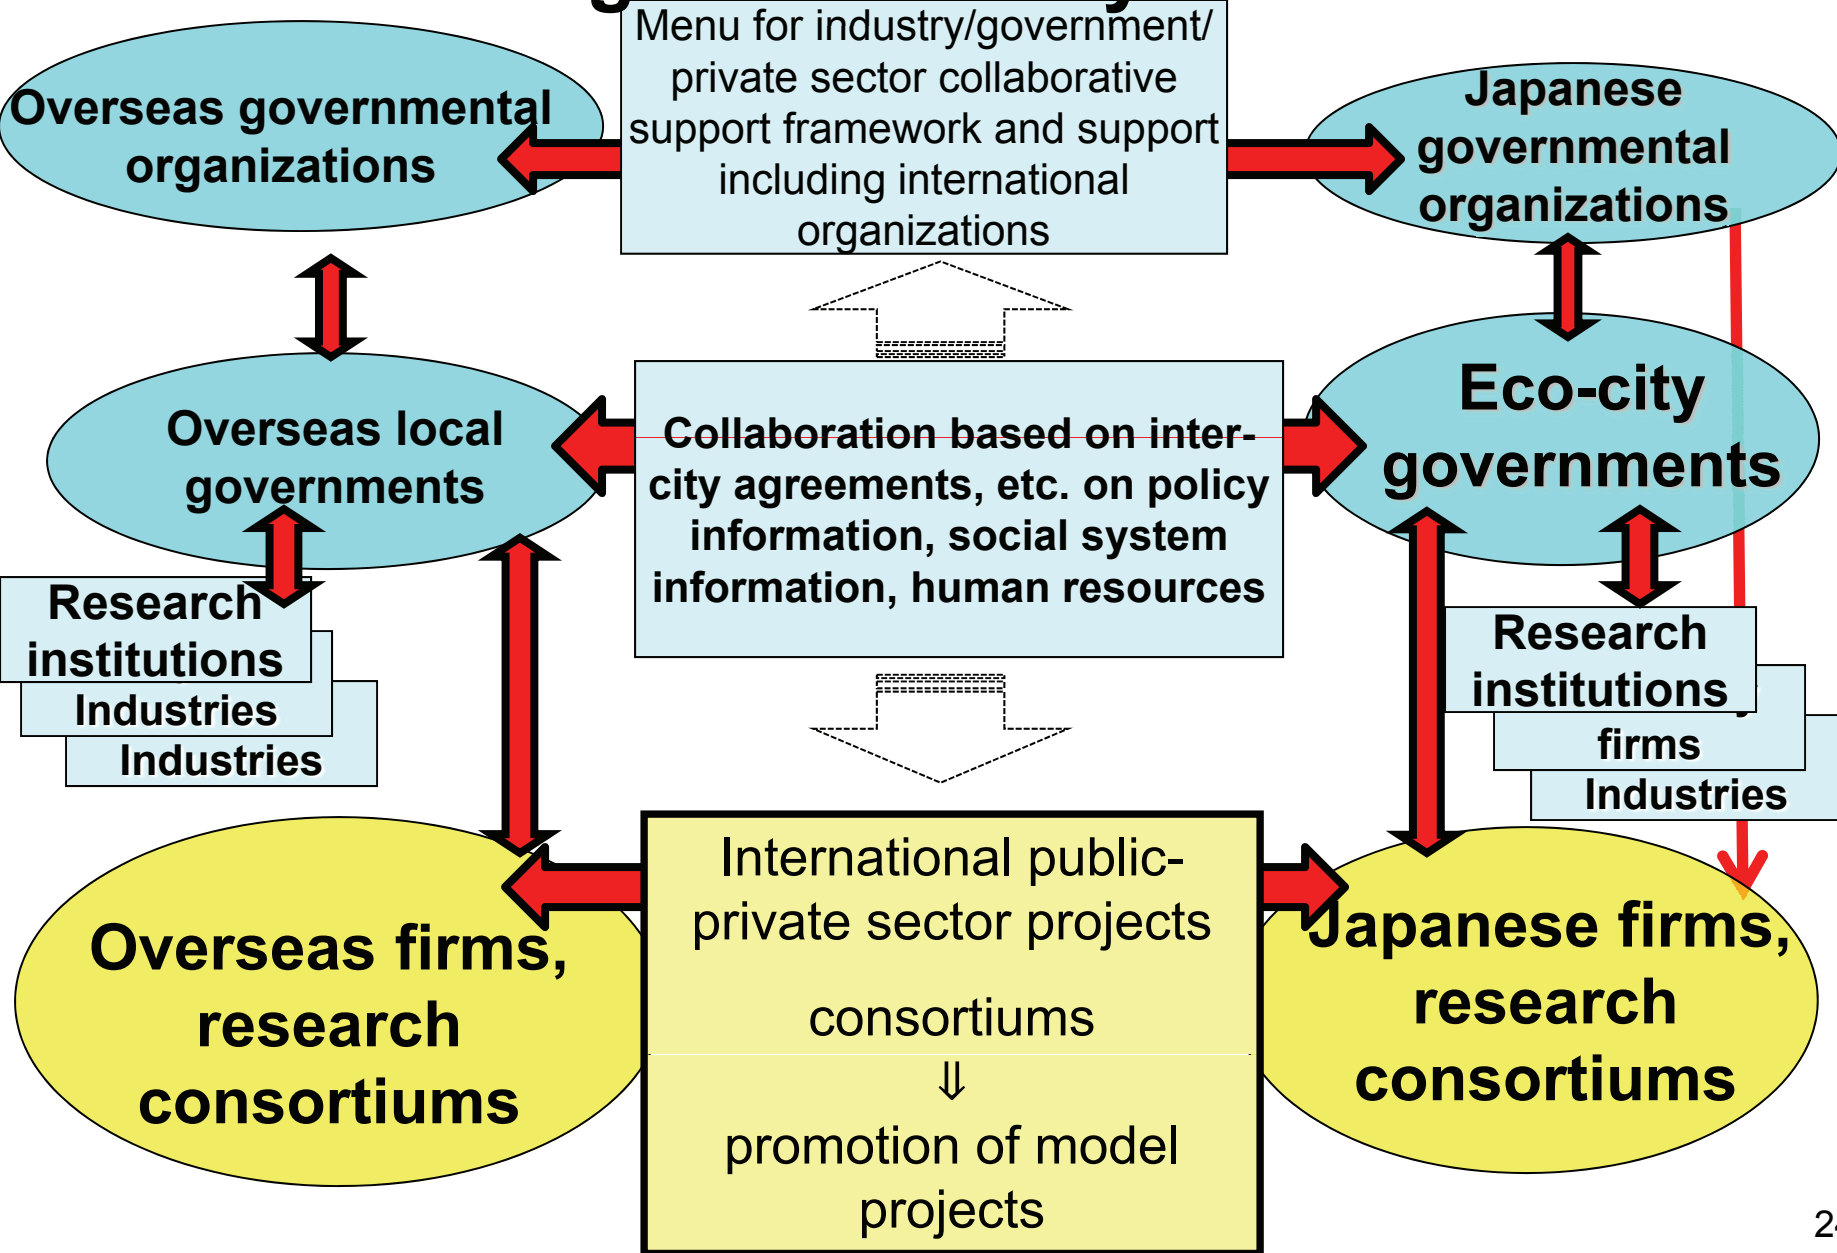 Menu for industry/government/
private sector collaborative
support framework and support
including international
organizations
Overseas governmental
organizations
Japanese
governmental
organizations
Overseas local
governments
Collaboration based on inter-
city agreements, etc. on policy
information, social system
information, human resources
Eco-city
governments
Research
institutions
Industries
Industries
Research
institutions
firms
Industries
Overseas firms,
research
consortiums
International public-
private sector projects
consortiums
⇓
promotion of model
projects
Japanese firms,
research
consortiums
24